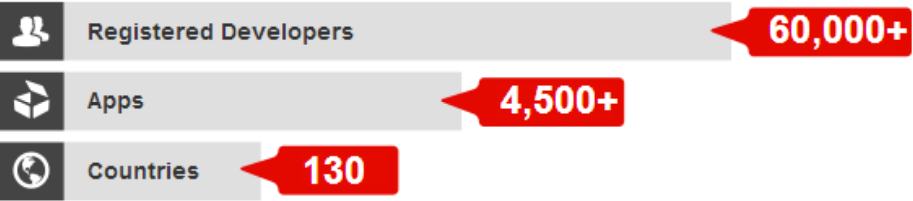 Registered Developers 60,000+
Apps 4,500+
Countries 130